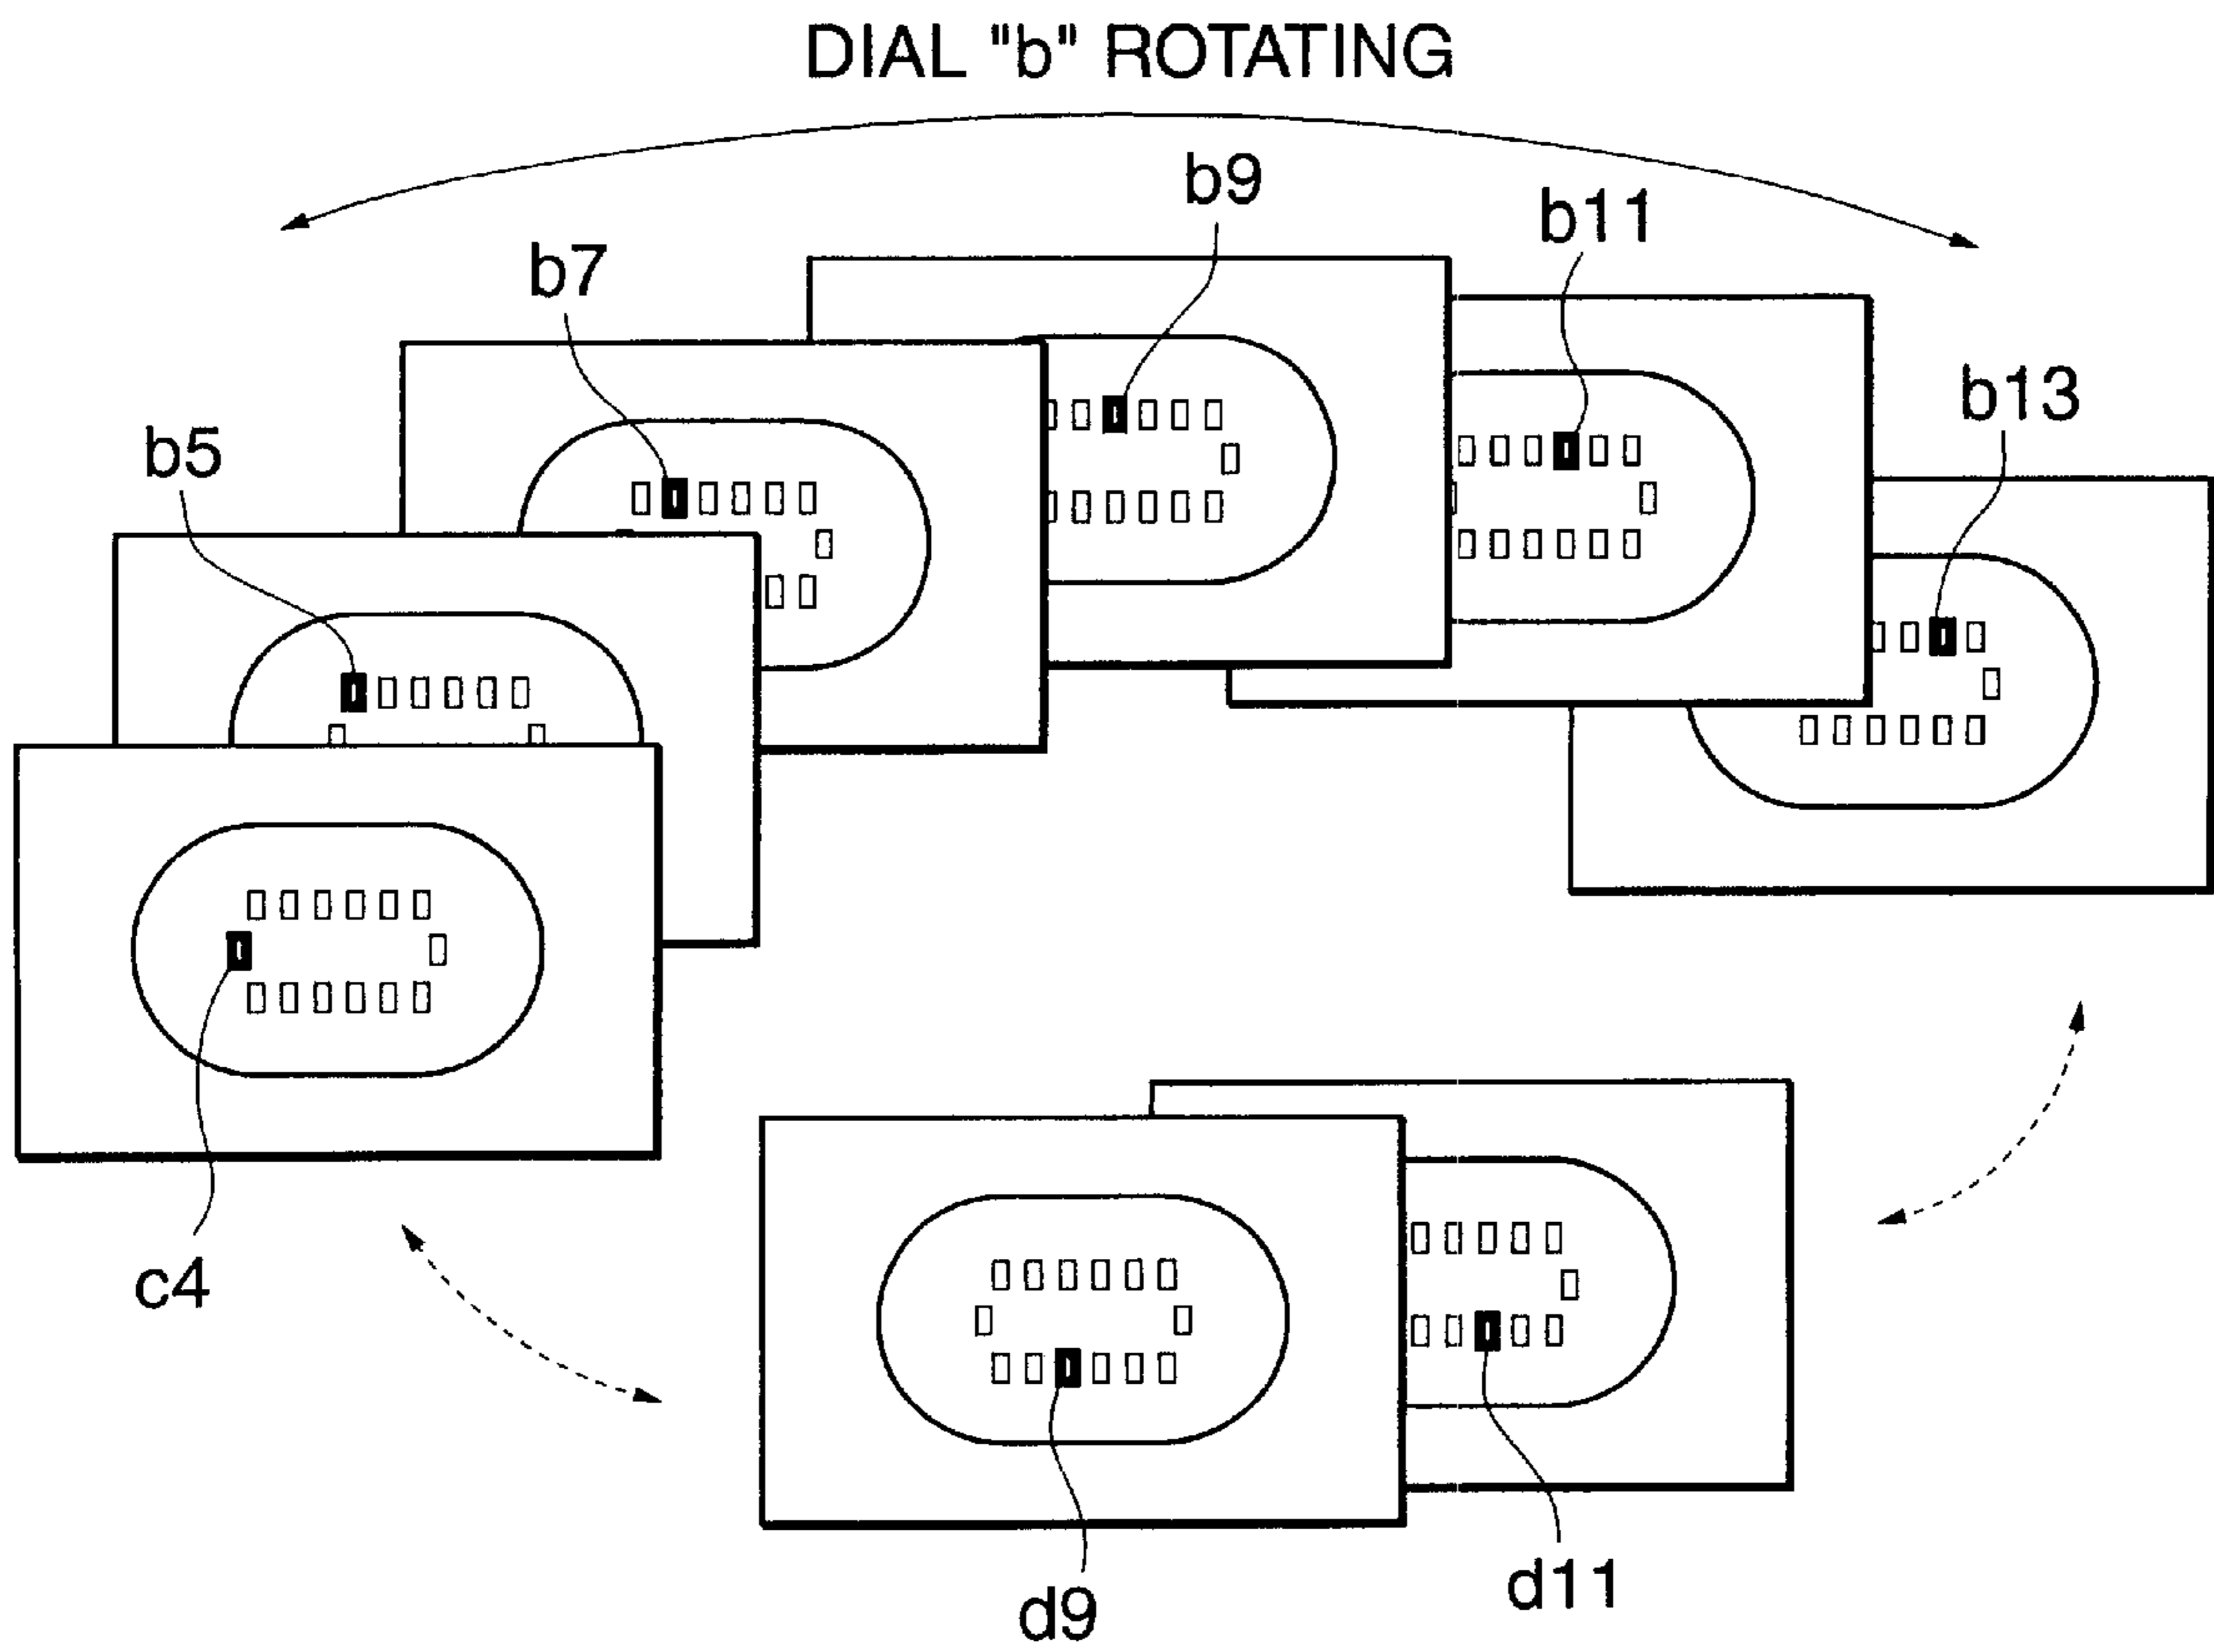 DIAL "b" ROTATING
b9
b11
b7
b13
b5
c4
d11
d9